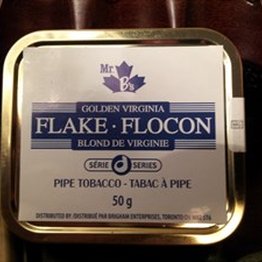 Mr.
B's
GOLDEN VIRGINIA
FLAKE · FLOCON
BLOND DE VIRGINIE
SÉRIE d SERIES
PIPE TOBACCO - TABAC À PIPE
50 g
DISTRIBUTED BY/DISTRIBUÉ PAR BRIGHAM ENTERPRISES, TORONTO ON